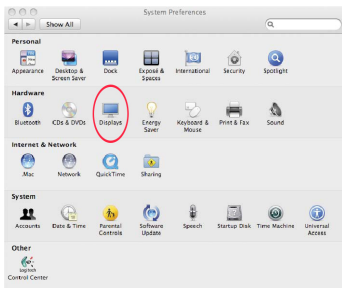 System Preferences
Show All
Personal
Appearance
Desktop &
Screen Saver
Dock
Exposé &
Spaces
International
Security
Spotlight
Hardware
Bluetooth
CDs & DVDs
Displays
Energy
Saver
Keyboard &
Mouse
Print & Fax
Sound
Internet & Network
.Mac
Network
QuickTime
Sharing
System
Accounts
Date & Time
Parental
Controls
Software
Update
Speech
Startup Disk
Time Machine
Universal
Access
Other
Logitech
Control Center